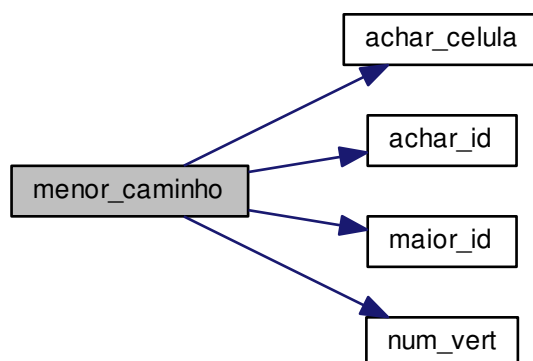 achar_celula
achar_id
menor_caminho
maior_id
num_vert